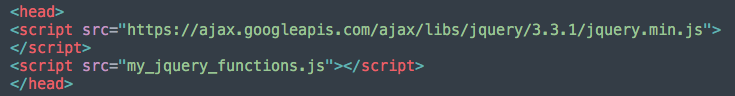 <head>
<script src="https://ajax.googleapis.com/ajax/libs/jquery/3.3.1/jquery.min.js">
</script>
<script src="my_jquery_functions.js"></script>
</head>